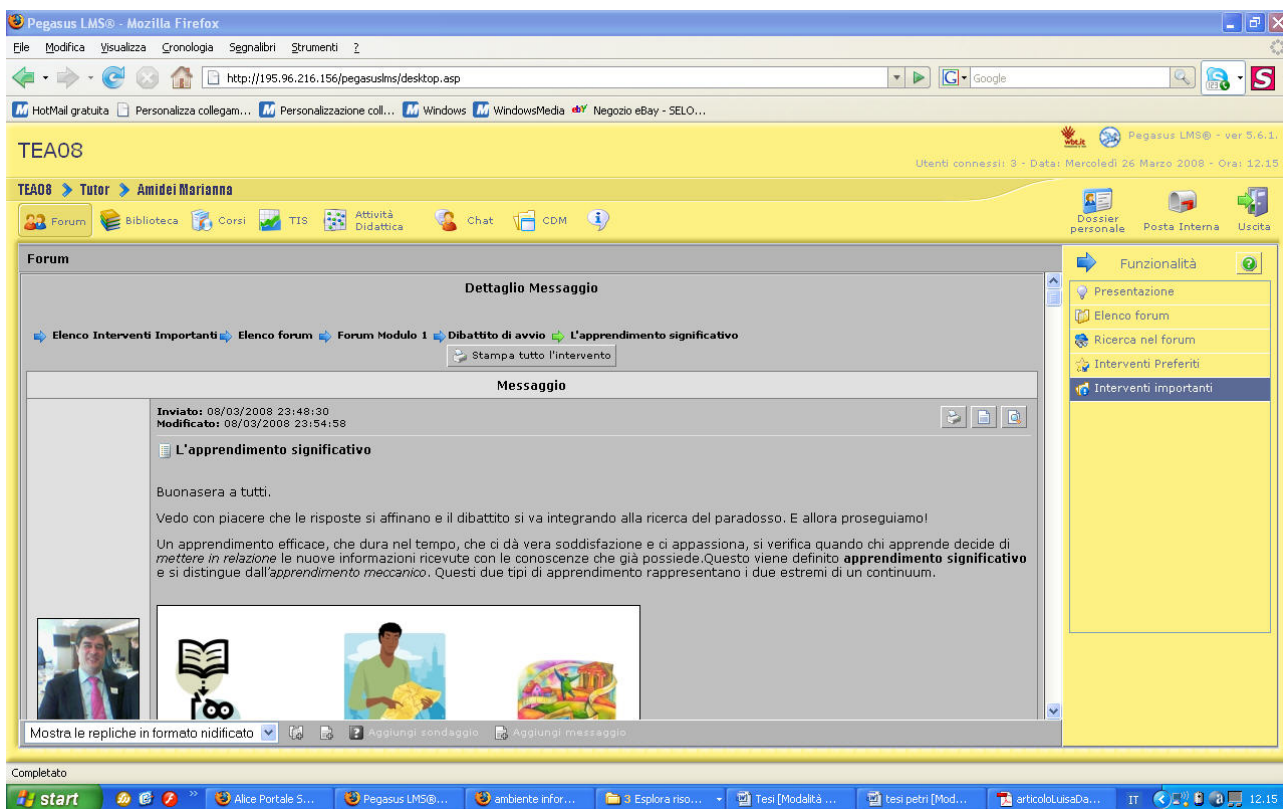 Pegasus LMS® - Mozilla Firefox
File Modifica Visualizza Cronologia Segnalibri Strumenti ?
http://195.96.216.156/pegasuslms/desktop.asp
Google
HotMail gratuita Personalizza collegam... Personalizzazione coll... Windows WindowsMedia Negozio eBay - SELO...
TEA08
wbt.it Pegasus LMS® - ver 5.6.1.
Utenti connessi: 3 - Data: Mercoledì 26 Marzo 2008 - Ora: 12.15
TEA08 Tutor Amidei Marianna
Forum Biblioteca Corsi TIS Attività Didattica Chat CDM
Dossier personale Posta Interna Uscita
Forum
Dettaglio Messaggio
Elenco Interventi Importanti Elenco forum Forum Modulo 1 Dibattito di avvio L'apprendimento significativo
Stampa tutto l'intervento
Messaggio
Inviato: 08/03/2008 23:48:30
Modificato: 08/03/2008 23:54:58
L'apprendimento significativo
Buonasera a tutti.
Vedo con piacere che le risposte si affinano e il dibattito si va integrando alla ricerca del paradosso. E allora proseguiamo!
Un apprendimento efficace, che dura nel tempo, che ci dà vera soddisfazione e ci appassiona, si verifica quando chi apprende decide di
mettere in relazione le nuove informazioni ricevute con le conoscenze che già possiede.Questo viene definito apprendimento significativo
e si distingue dall'apprendimento meccanico. Questi due tipi di apprendimento rappresentano i due estremi di un continuum.
Funzionalità
Presentazione
Elenco forum
Ricerca nel forum
Interventi Preferiti
Interventi importanti
Mostra le repliche in formato nidificato Aggiungi sondaggio Aggiungi messaggio
Completato
start Alice Portale S... Pegasus LMS®... ambiente infor... 3 Esplora riso... Tesi [Modalità ... tesi petri [Mod... articoloLuisaDa... IT 12.15